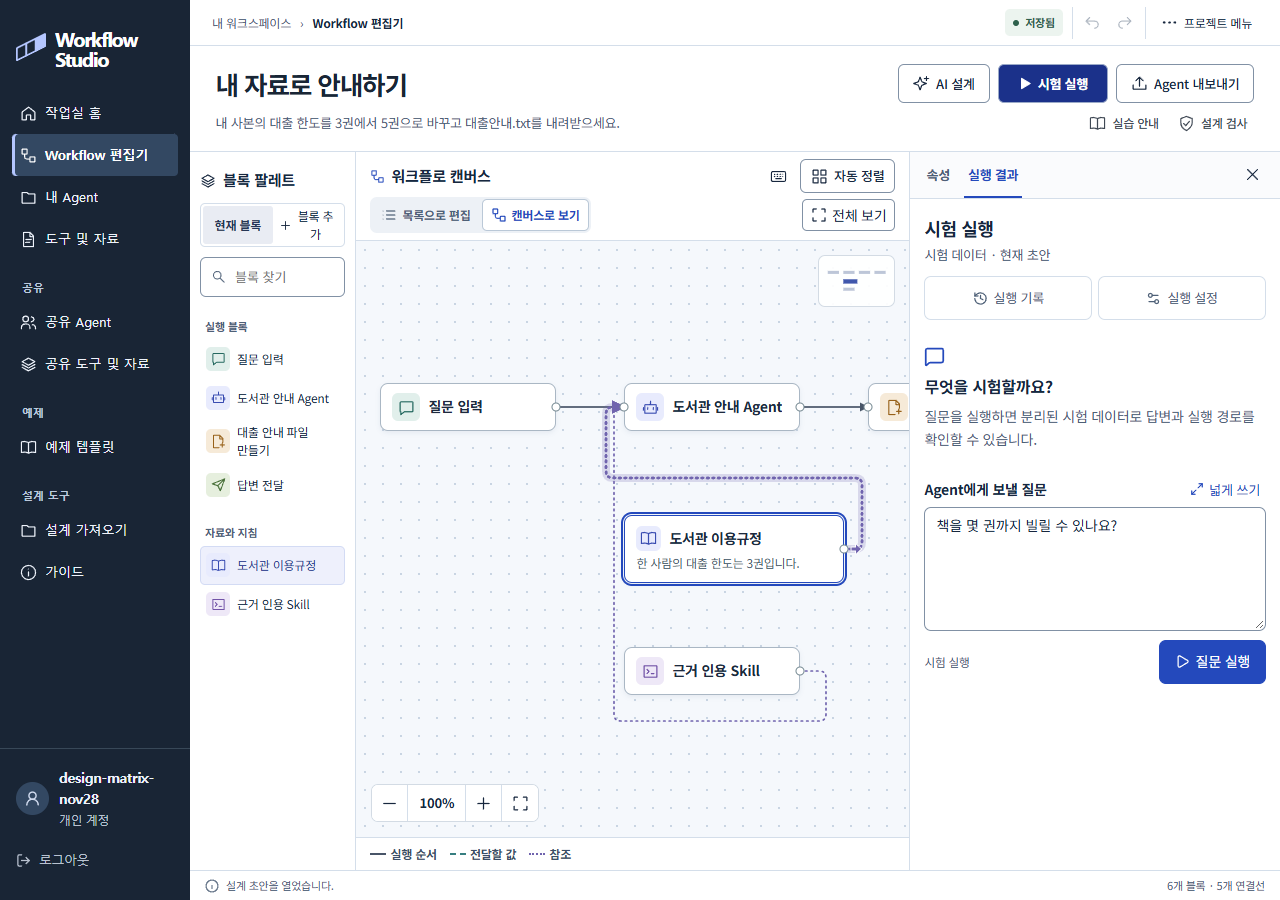 Workflow
Studio
작업실 홈
Workflow 편집기
내 Agent
도구 및 자료
공유
공유 Agent
공유 도구 및 자료
예제
예제 템플릿
설계 도구
설계 가져오기
가이드
design-matrix-
nov28
개인 계정
로그아웃
내 워크스페이스 › Workflow 편집기
저장됨
프로젝트 메뉴
내 자료로 안내하기
내 사본의 대출 한도를 3권에서 5권으로 바꾸고 대출안내.txt를 내려받으세요.
AI 설계
시험 실행
Agent 내보내기
실습 안내
설계 검사
블록 팔레트
현재 블록
블록 추
가
블록 찾기
실행 블록
질문 입력
도서관 안내 Agent
대출 안내 파일
만들기
답변 전달
자료와 지침
도서관 이용규정
근거 인용 Skill
워크플로 캔버스
자동 정렬
목록으로 편집
캔버스로 보기
전체 보기
질문 입력
도서관 안내 Agent
도서관 이용규정
한 사람의 대출 한도는 3권입니다.
근거 인용 Skill
100%
실행 순서
전달할 값
참조
속성
실행 결과
시험 실행
시험 데이터 · 현재 초안
실행 기록
실행 설정
무엇을 시험할까요?
질문을 실행하면 분리된 시험 데이터로 답변과 실행 경로를
확인할 수 있습니다.
Agent에게 보낼 질문
넓게 쓰기
책을 몇 권까지 빌릴 수 있나요?
시험 실행
질문 실행
설계 초안을 열었습니다.
6개 블록 · 5개 연결선